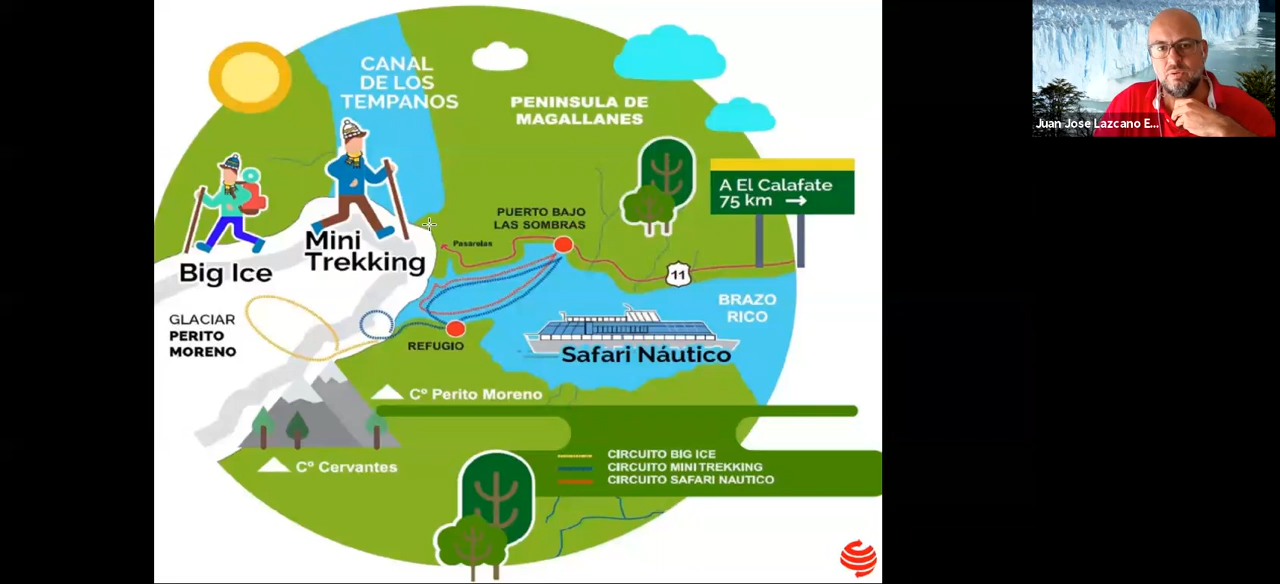 CANAL
DE LOS
TEMPANOS
PENINSULA DE
MAGALLANES
Juan Jose Lazcano E...
A El Calafate
75 km
PUERTO BAJO
LAS SOMBRAS
Pasarelas
Mini
Trekking
Big Ice
11
BRAZO
RICO
GLACIAR
PERITO
MORENO
REFUGIO
Safari Náutico
Cº Perito Moreno
Cº Cervantes
CIRCUITO BIG ICE
CIRCUITO MINI TREKKING
CIRCUITO SAFARI NAUTICO